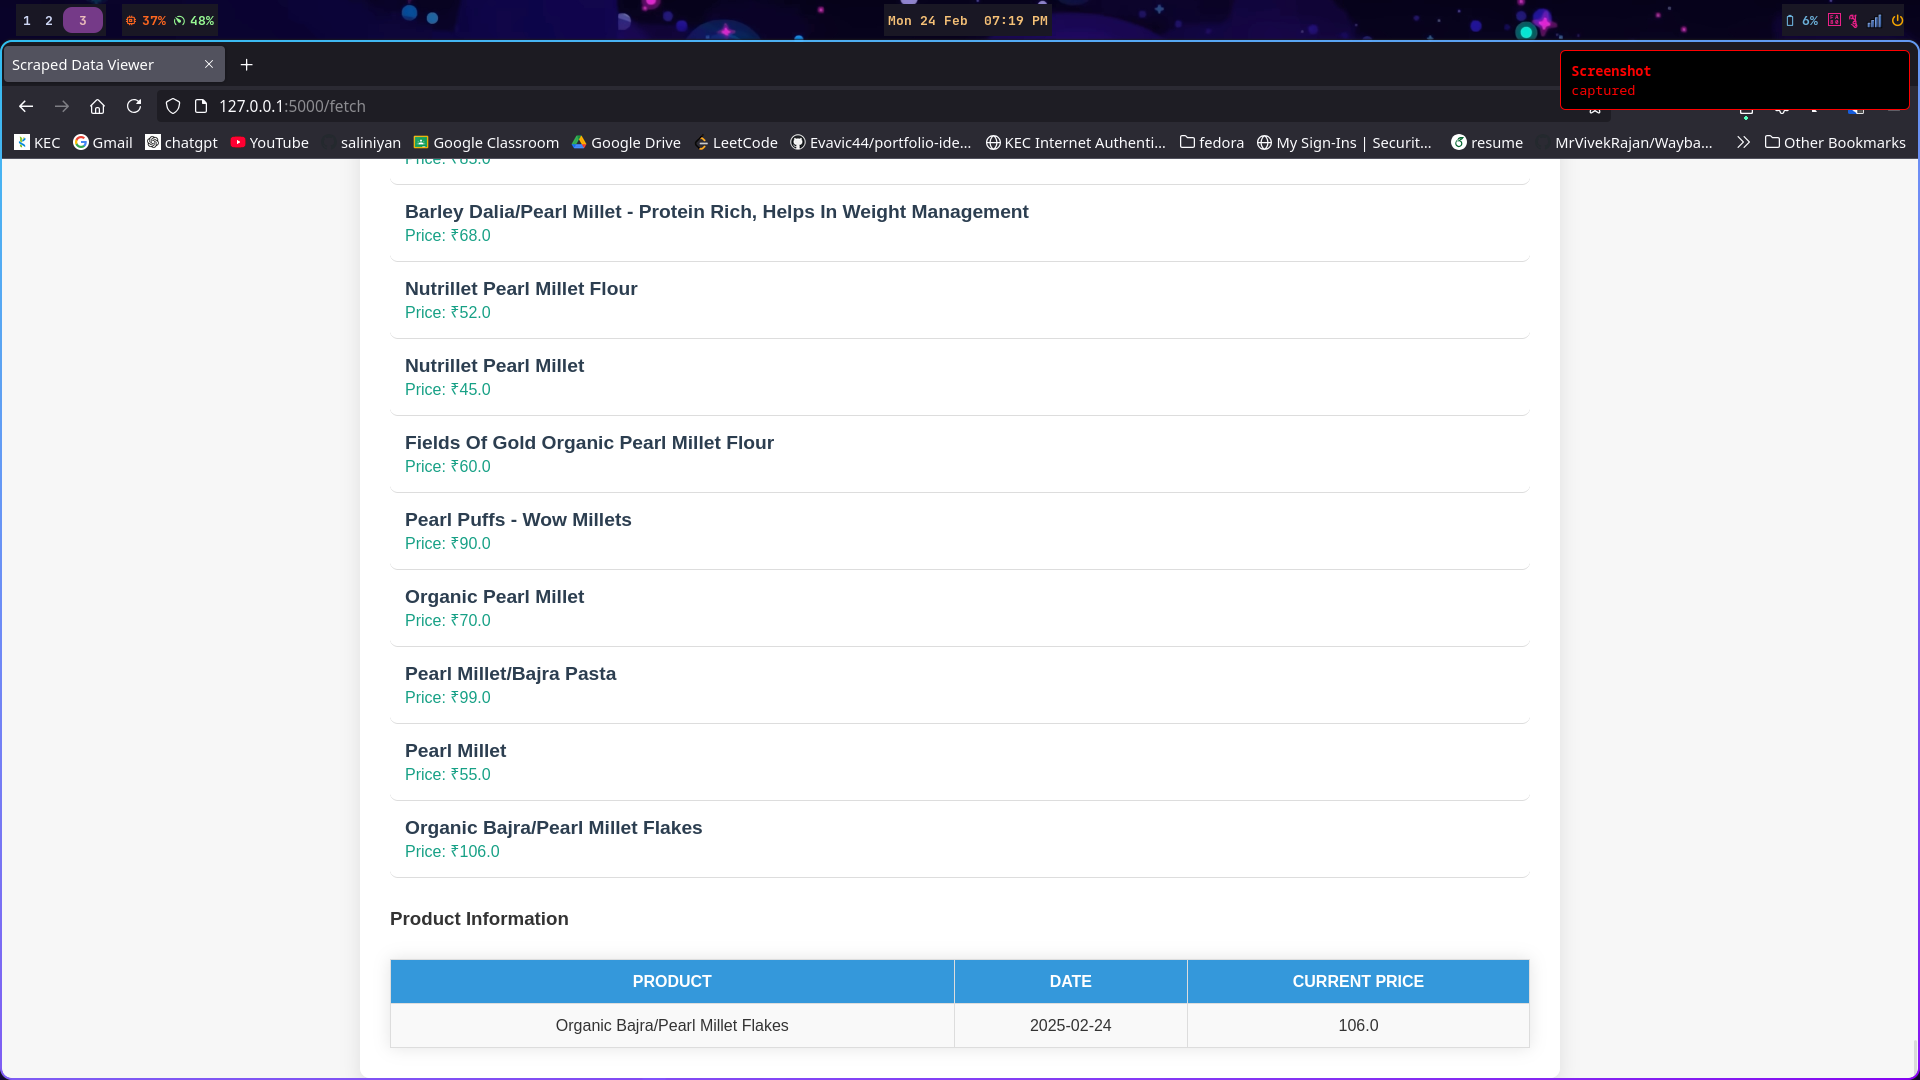 1 2 3 37% 48% Mon 24 Feb 07:19 PM 6%
Scraped Data Viewer
Screenshot
captured
127.0.0.1:5000/fetch
KEC Gmail chatgpt YouTube saliniyan Google Classroom Google Drive LeetCode Evavic44/portfolio-ide... KEC Internet Authenti... fedora My Sign-Ins | Securit... resume MrVivekRajan/Wayba... Other Bookmarks
Barley Dalia/Pearl Millet - Protein Rich, Helps In Weight Management
Price: ₹68.0
Nutrillet Pearl Millet Flour
Price: ₹52.0
Nutrillet Pearl Millet
Price: ₹45.0
Fields Of Gold Organic Pearl Millet Flour
Price: ₹60.0
Pearl Puffs - Wow Millets
Price: ₹90.0
Organic Pearl Millet
Price: ₹70.0
Pearl Millet/Bajra Pasta
Price: ₹99.0
Pearl Millet
Price: ₹55.0
Organic Bajra/Pearl Millet Flakes
Price: ₹106.0
Product Information
PRODUCT DATE CURRENT PRICE
Organic Bajra/Pearl Millet Flakes 2025-02-24 106.0